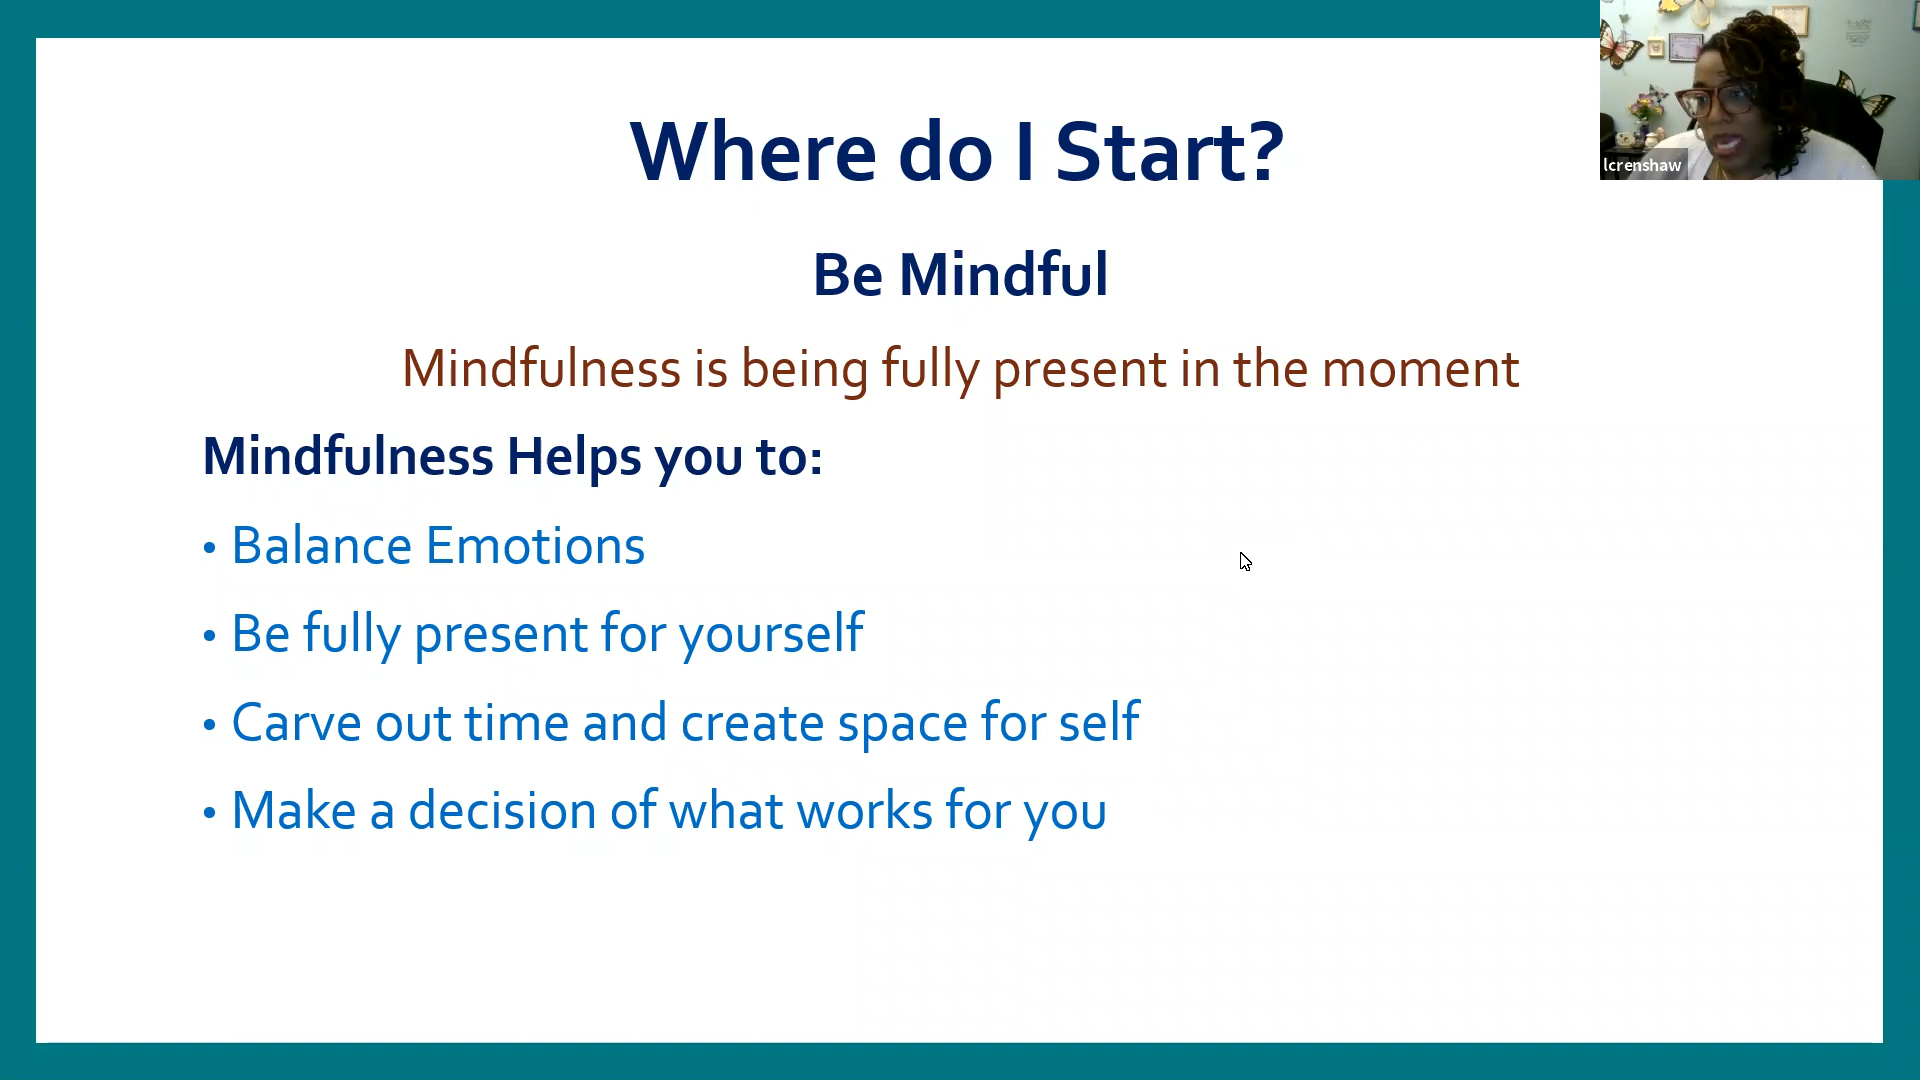 Where do I Start?
lcrenshaw
Be Mindful
Mindfulness is being fully present in the moment
Mindfulness Helps you to:
• Balance Emotions
• Be fully present for yourself
• Carve out time and create space for self
• Make a decision of what works for you